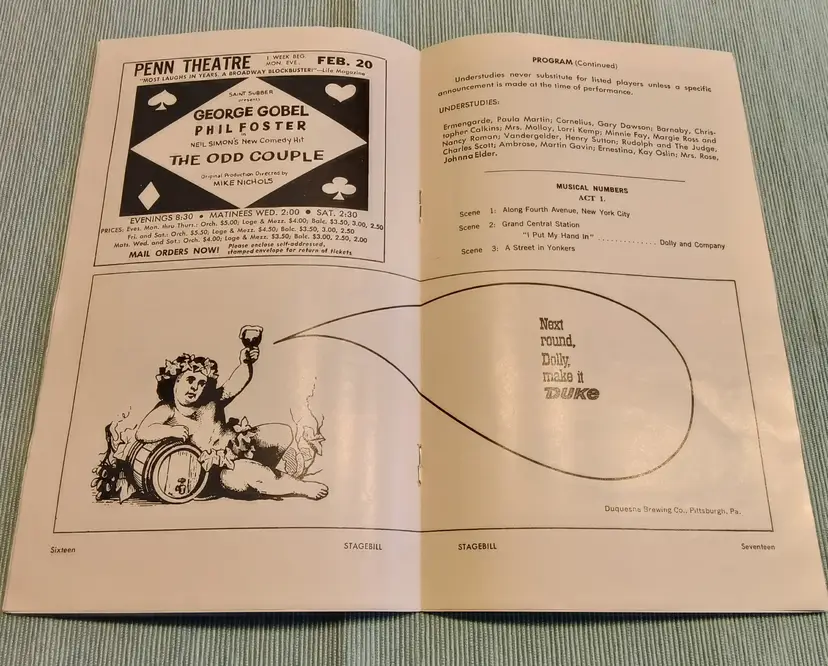 PENN THEATRE
1 WEEK BEG.
MON. EVE.,
FEB. 20
"MOST LAUGHS IN YEARS, A BROADWAY BLOCKBUSTER!"—Life Magazine
SAINT SUBBER
presents
GEORGE GOBEL
PHIL FOSTER
in
NEIL SIMON'S New Comedy Hit
THE ODD COUPLE
Original Production Directed by
MIKE NICHOLS
EVENINGS 8:30 • MATINEES WED. 2:00 • SAT. 2:30
PRICES: Eves. Mon. thru Thurs.: Orch. $5.00; Loge & Mezz. $4.00; Balc. $3.50, 3.00, 2.50
Fri. and Sat.: Orch. $5.50; Loge & Mezz. $4.50; Balc. $3.50, 3.00, 2.50
Mats. Wed. and Sat.: Orch. $4.00; Loge & Mezz. $3.50; Balc. $3.00, 2.50, 2.00
MAIL ORDERS NOW! Please enclose self-addressed,
stamped envelope for return of tickets
Sixteen
STAGEBILL
PROGRAM (Continued)
Understudies never substitute for listed players unless a specific
announcement is made at the time of performance.
UNDERSTUDIES:
Ermengarde, Paula Martin; Cornelius, Gary Dawson; Barnaby, Chris-
topher Calkins; Mrs. Molloy, Lorri Kemp; Minnie Fay, Margie Ross and
Nancy Roman; Vandergelder, Henry Sutton; Rudolph and The Judge,
Charles Scott; Ambrose, Martin Gavin; Ernestina, Kay Oslin; Mrs. Rose,
Johnna Elder.
MUSICAL NUMBERS
ACT 1.
Scene 1: Along Fourth Avenue, New York City
Scene 2: Grand Central Station
"I Put My Hand In" .............. Dolly and Company
Scene 3: A Street in Yonkers
Next
round,
Dolly,
make it
DUKE
Duquesne Brewing Co., Pittsburgh, Pa.
STAGEBILL
Seventeen